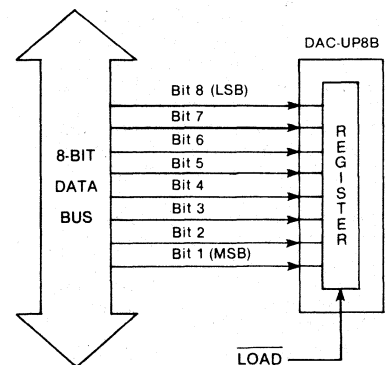 DAC-UP8B
Bit 8 (LSB)
Bit 7
Bit 6
Bit 5
Bit 4
Bit 3
Bit 2
Bit 1 (MSB)
8-BIT
DATA
BUS
REGISTER
LOAD